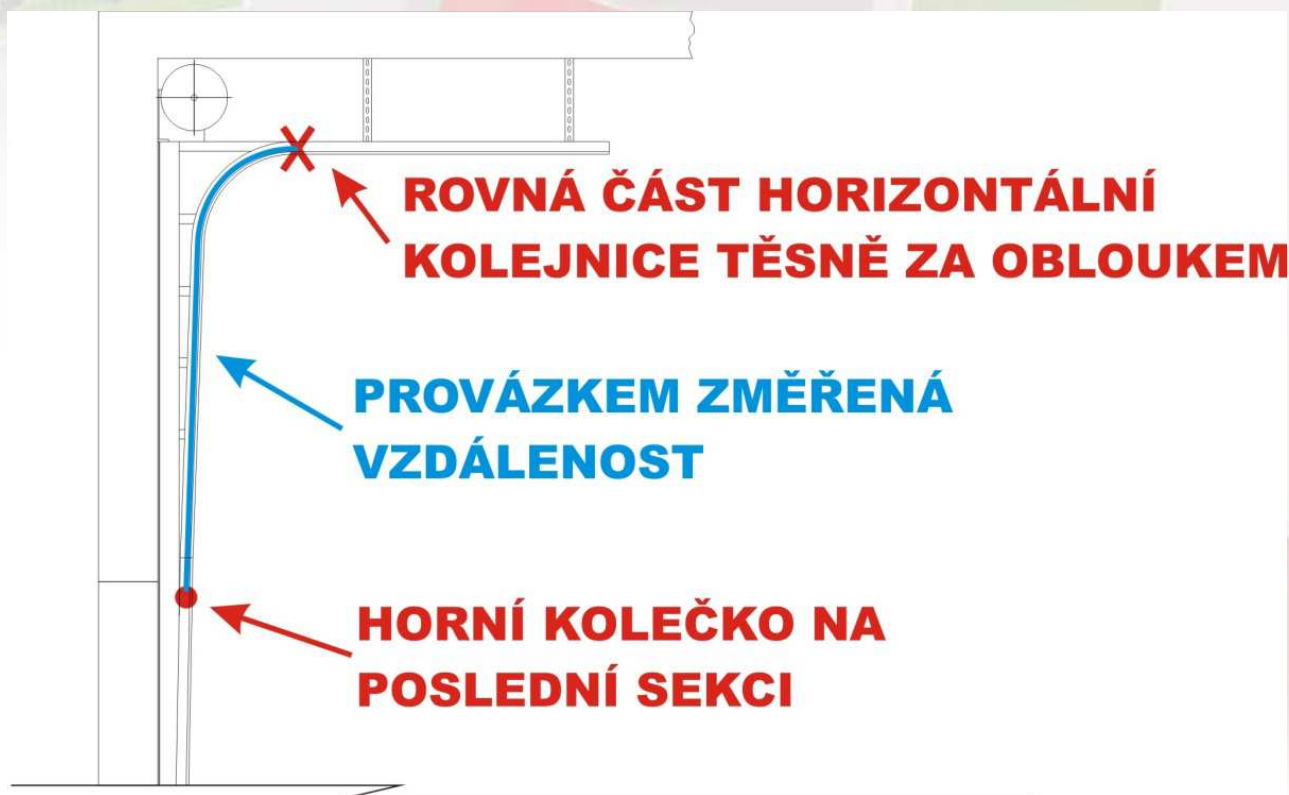 ROVNÁ ČÁST HORIZONTÁLNÍ
KOLEJNICE TĚSNĚ ZA OBLOUKEM
PROVÁZKEM ZMĚŘENÁ
VZDÁLENOST
HORNÍ KOLEČKO NA
POSLEDNÍ SEKCI